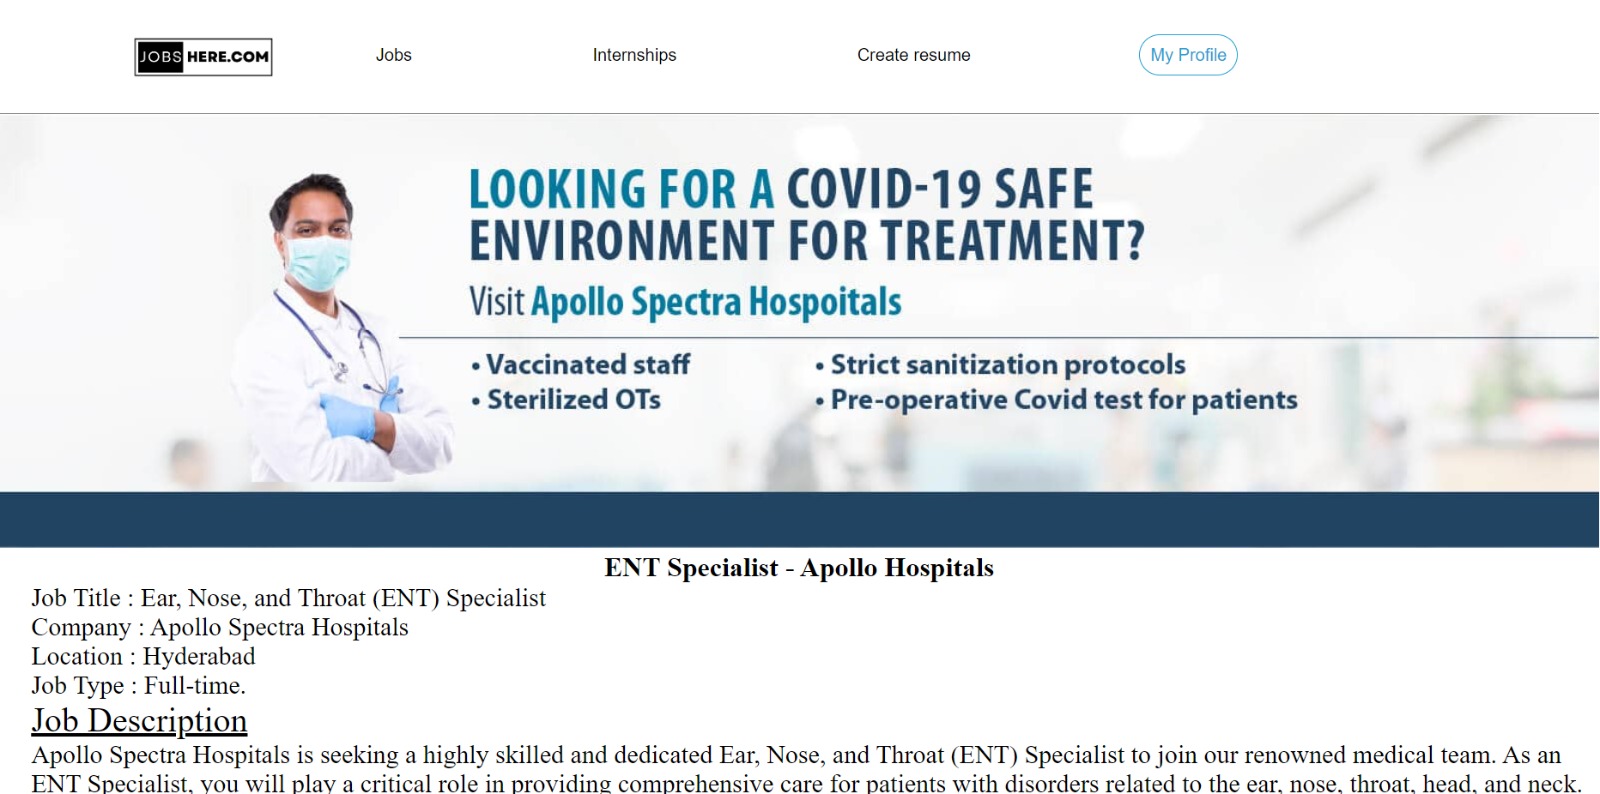 JOBS HERE.COM
Jobs
Internships
Create resume
My Profile
LOOKING FOR A COVID-19 SAFE
ENVIRONMENT FOR TREATMENT?
Visit Apollo Spectra Hospoitals
• Vaccinated staff
• Strict sanitization protocols
• Sterilized OTs
• Pre-operative Covid test for patients
ENT Specialist - Apollo Hospitals
Job Title : Ear, Nose, and Throat (ENT) Specialist
Company : Apollo Spectra Hospitals
Location : Hyderabad
Job Type : Full-time.
Job Description
Apollo Spectra Hospitals is seeking a highly skilled and dedicated Ear, Nose, and Throat (ENT) Specialist to join our renowned medical team. As an
ENT Specialist, you will play a critical role in providing comprehensive care for patients with disorders related to the ear, nose, throat, head, and neck.